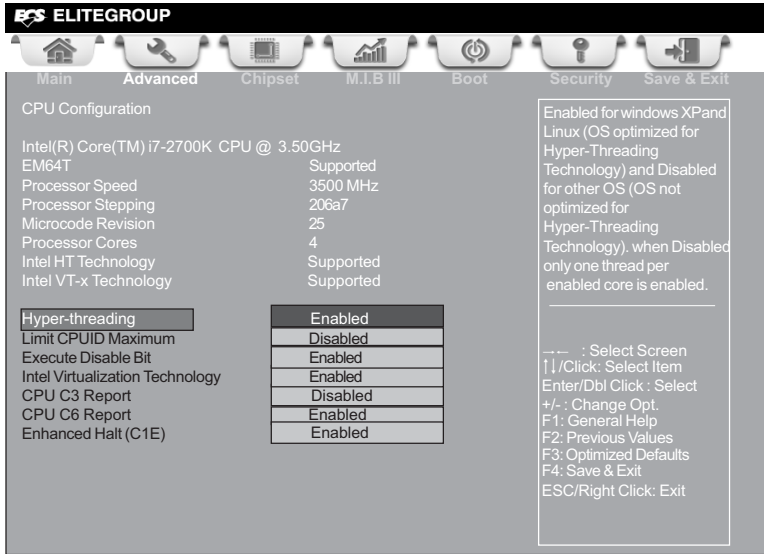 ECS ELITEGROUP
Main Advanced Chipset M.I.B III Boot Security Save & Exit
CPU Configuration
Intel(R) Core(TM) i7-2700K CPU @ 3.50GHz
EM64T Supported
Processor Speed 3500 MHz
Processor Stepping 206a7
Microcode Revision 25
Processor Cores 4
Intel HT Technology Supported
Intel VT-x Technology Supported
Hyper-threading Enabled
Limit CPUID Maximum Disabled
Execute Disable Bit Enabled
Intel Virtualization Technology Enabled
CPU C3 Report Disabled
CPU C6 Report Enabled
Enhanced Halt (C1E) Enabled
Enabled for windows XPand
Linux (OS optimized for
Hyper-Threading
Technology) and Disabled
for other OS (OS not
optimized for
Hyper-Threading
Technology). when Disabled
only one thread per
enabled core is enabled.
→← : Select Screen
↑↓/Click: Select Item
Enter/Dbl Click : Select
+/- : Change Opt.
F1: General Help
F2: Previous Values
F3: Optimized Defaults
F4: Save & Exit
ESC/Right Click: Exit